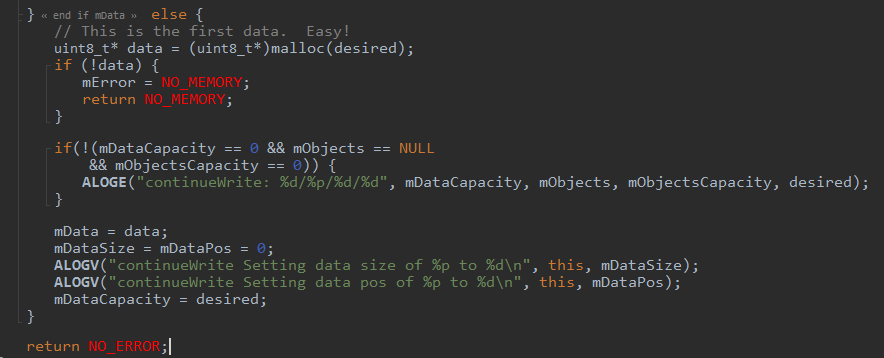 } « end if mData » else {
    // This is the first data.  Easy!
    uint8_t* data = (uint8_t*)malloc(desired);
    if (!data) {
        mError = NO_MEMORY;
        return NO_MEMORY;
    }

    if(!(mDataCapacity == 0 && mObjects == NULL
         && mObjectsCapacity == 0)) {
        ALOGE("continueWrite: %d/%p/%d/%d", mDataCapacity, mObjects, mObjectsCapacity, desired);
    }

    mData = data;
    mDataSize = mDataPos = 0;
    ALOGV("continueWrite Setting data size of %p to %d\n", this, mDataSize);
    ALOGV("continueWrite Setting data pos of %p to %d\n", this, mDataPos);
    mDataCapacity = desired;
}

return NO_ERROR;